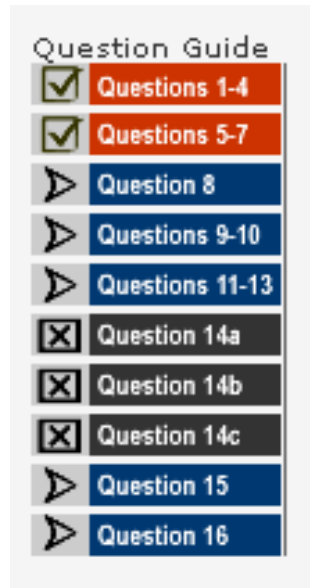 Question Guide
Questions 1-4
Questions 5-7
Question 8
Questions 9-10
Questions 11-13
Question 14a
Question 14b
Question 14c
Question 15
Question 16